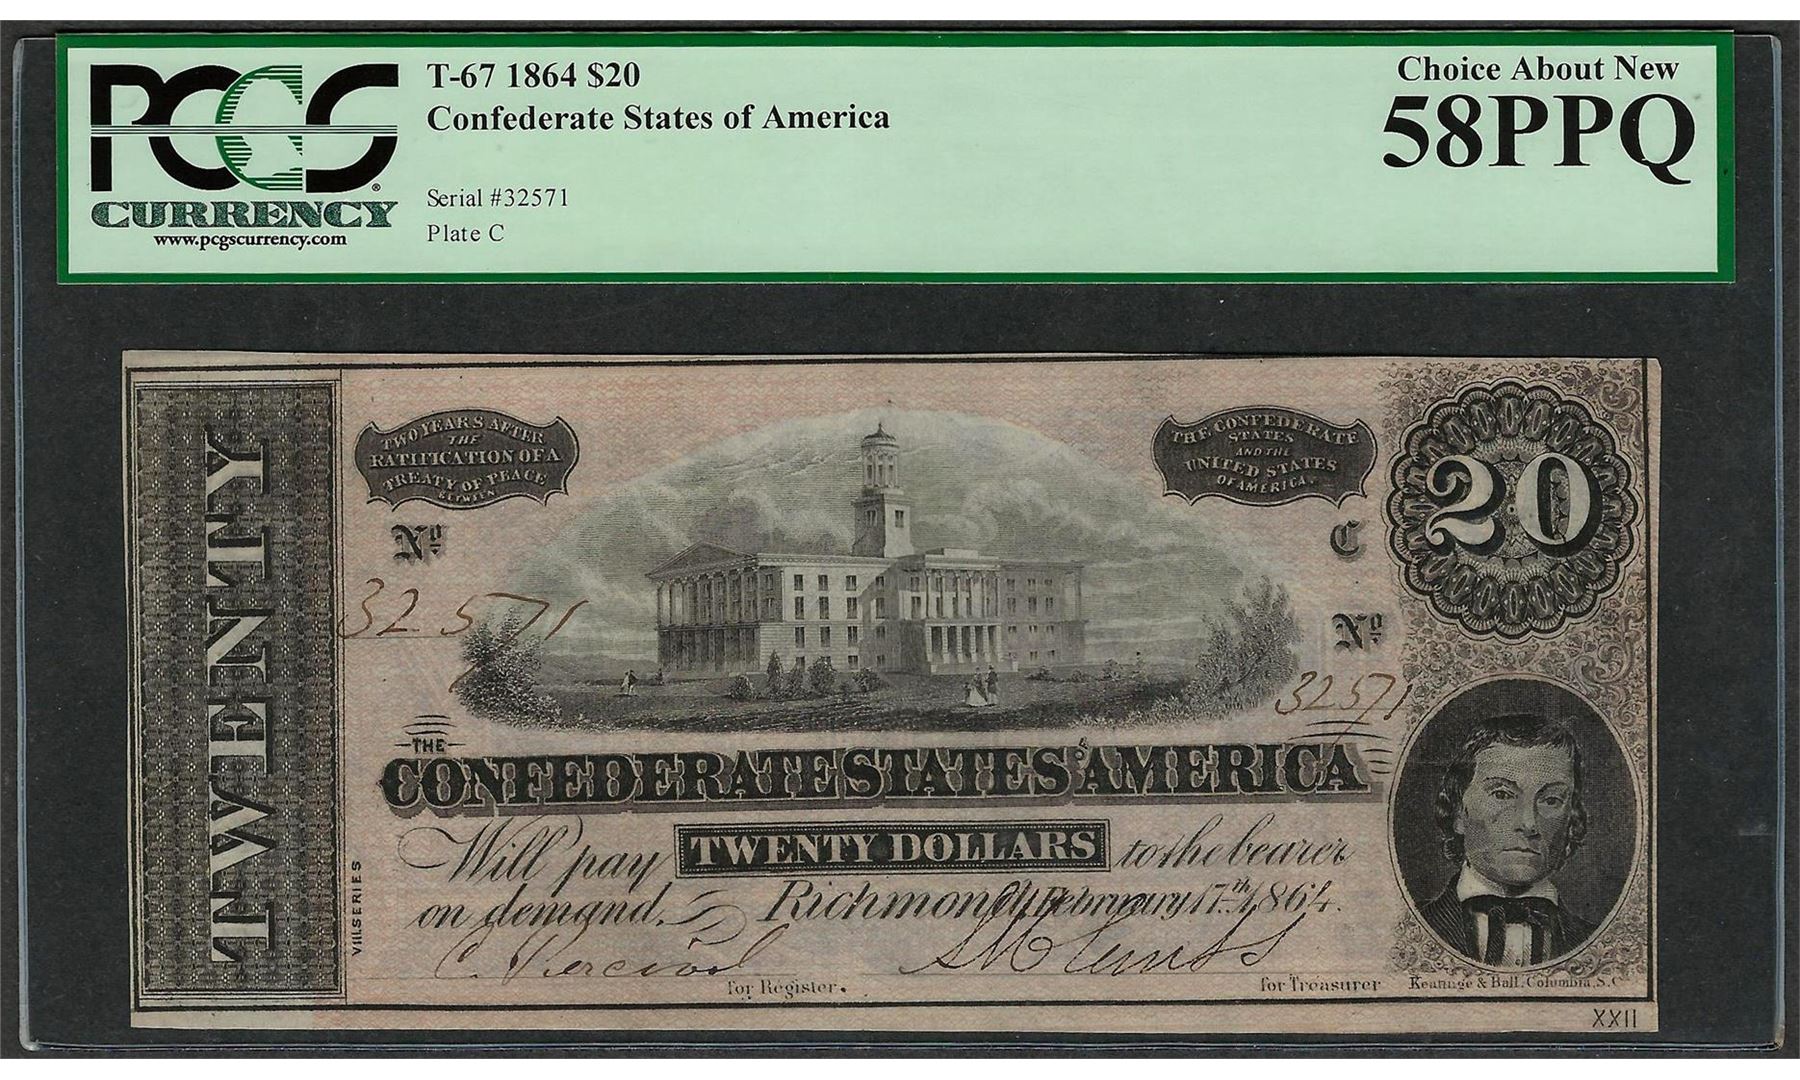 PCGS
CURRENCY
www.pcgscurrency.com
T-67 1864 $20
Confederate States of America
Serial #32571
Plate C
Choice About New
58PPQ
TWENTY
TWO YEARS AFTER
THE
RATIFICATION OF A
TREATY OF PEACE
BETWEEN
THE CONFEDERATE
STATES
AND THE
UNITED STATES
OF AMERICA.
20
No
32571
C
No
32571
THE
CONFEDERATE STATES OF AMERICA
Will pay TWENTY DOLLARS to the bearer
on demand. Richmond, February 17th 1864.
VIII SERIES
for Register.
for Treasurer
Keatinge & Ball, Columbia, S.C
XXII